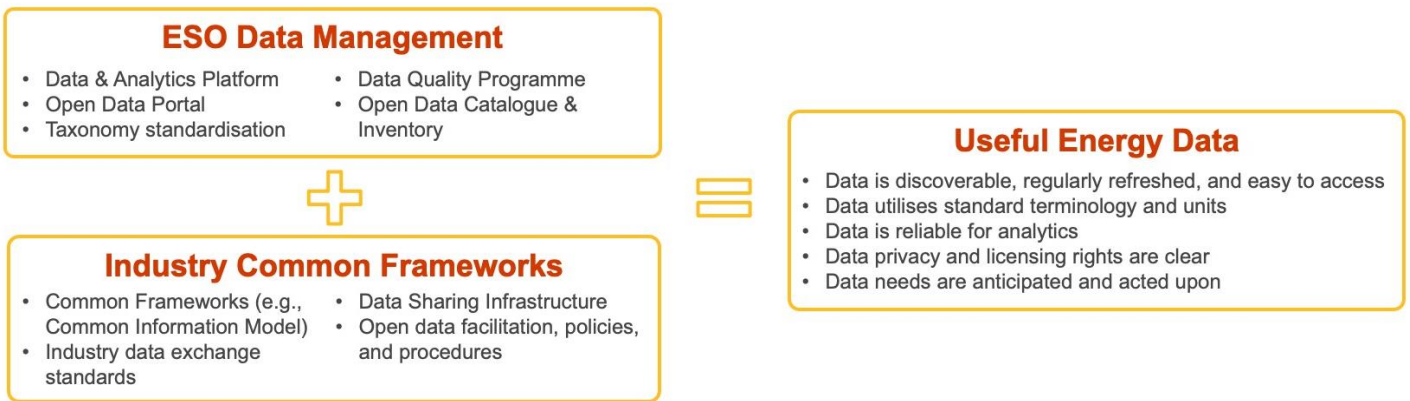 ESO Data Management
• Data & Analytics Platform
• Open Data Portal
• Taxonomy standardisation
• Data Quality Programme
• Open Data Catalogue &
Inventory
Industry Common Frameworks
• Common Frameworks (e.g.,
Common Information Model)
• Industry data exchange
standards
• Data Sharing Infrastructure
• Open data facilitation, policies,
and procedures
Useful Energy Data
• Data is discoverable, regularly refreshed, and easy to access
• Data utilises standard terminology and units
• Data is reliable for analytics
• Data privacy and licensing rights are clear
• Data needs are anticipated and acted upon